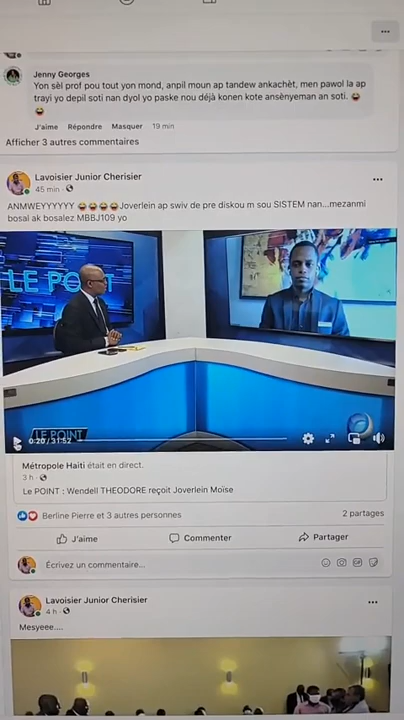 Jenny Georges
Yon sèl prof pou tout yon mond, anpil moun ap tandew ankachèt, men pawol la ap
trayi yo depil soti nan dyol yo paske nou déjà konen kote ansènyeman an soti.
J'aime Répondre Masquer 19 min
Afficher 3 autres commentaires
Lavoisier Junior Cherisier
45 min ·
ANMWEYYYYYY Joverlein ap swiv de pre diskou m sou SISTEM nan...mezanmi
bosal ak bosalez MBBJ109 yo
LE POINT
LE POINT
0:20 / 31:52
Métropole Haiti était en direct.
3 h ·
Le POINT : Wendell THEODORE reçoit Joverlein Moïse
Berline Pierre et 3 autres personnes
2 partages
J'aime
Commenter
Partager
Écrivez un commentaire...
GIF
Lavoisier Junior Cherisier
4 h ·
Mesyeee....